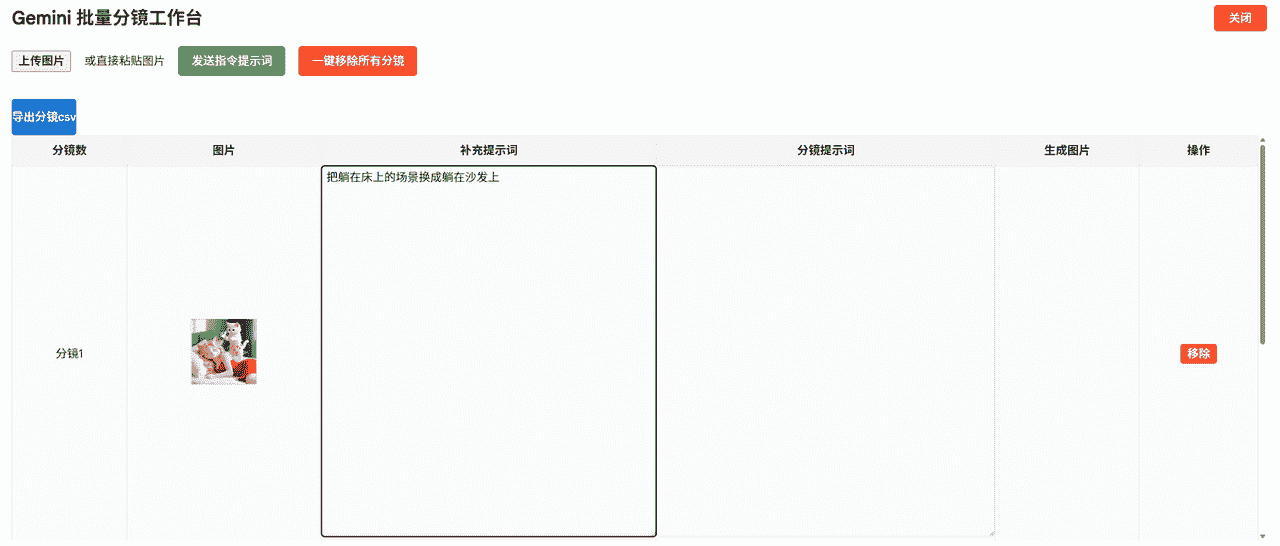 Gemini 批量分镜工作台
关闭
上传图片 或直接粘贴图片 发送指令提示词 一键移除所有分镜
导出分镜csv
分镜数 图片 补充提示词 分镜提示词 生成图片 操作
把躺在床上的场景换成躺在沙发上
分镜1
移除